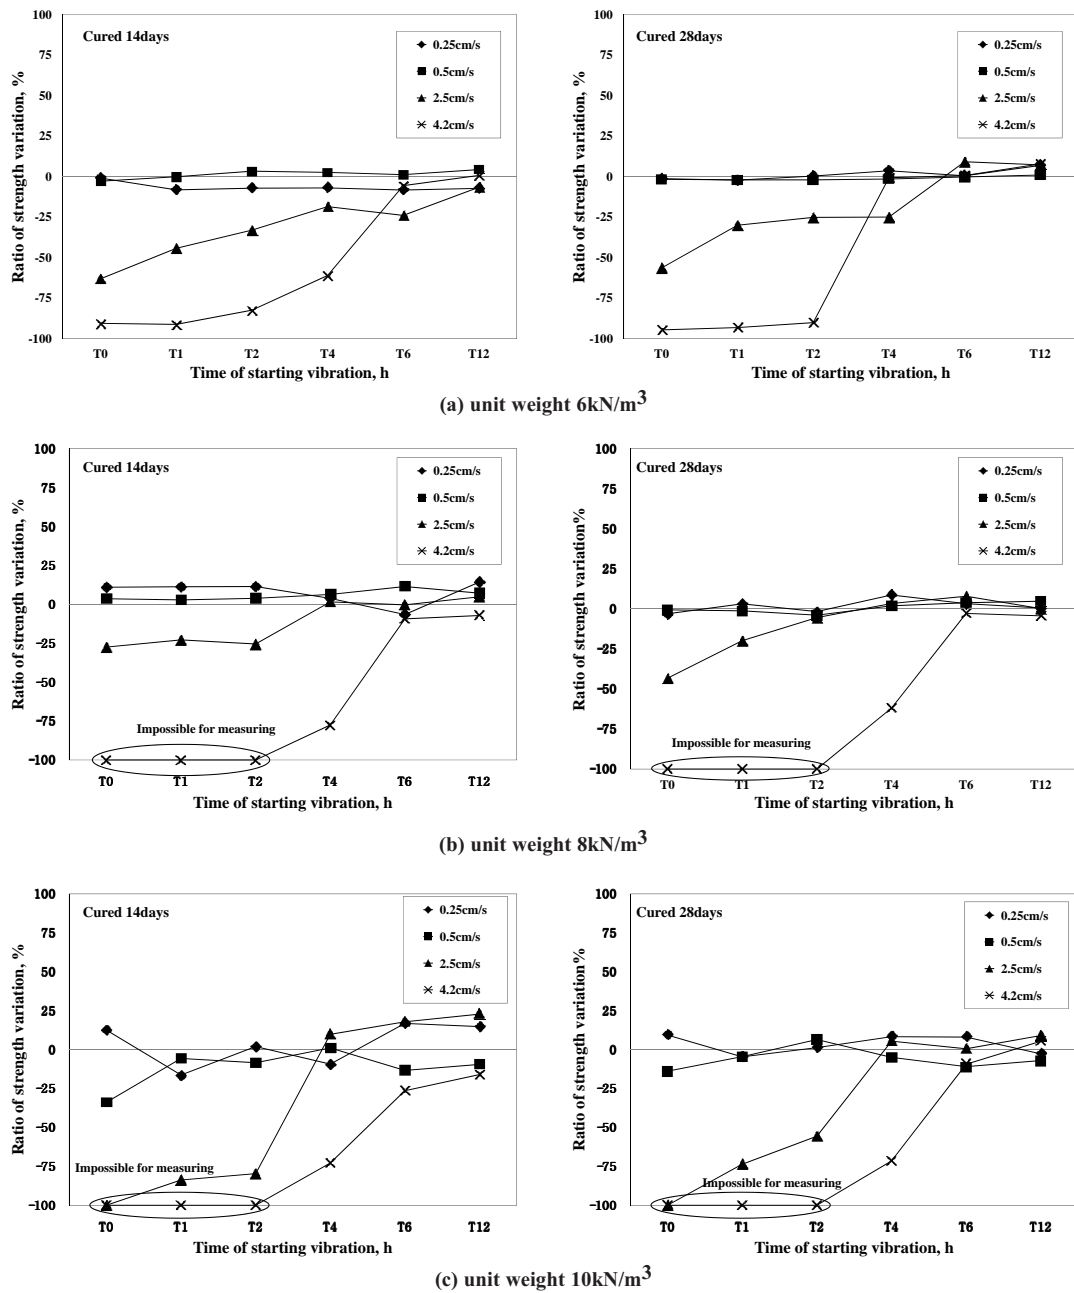 Cured 14days
0.25cm/s
0.5cm/s
2.5cm/s
4.2cm/s
100
75
50
25
0
-25
-50
-75
-100
Ratio of strength variation, %
T0 T1 T2 T4 T6 T12
Time of starting vibration, h
Cured 28days
0.25cm/s
0.5cm/s
2.5cm/s
4.2cm/s
100
75
50
25
0
-25
-50
-75
-100
Ratio of strength variation, %
T0 T1 T2 T4 T6 T12
Time of starting vibration, h
(a) unit weight 6kN/m³
Cured 14days
0.25cm/s
0.5cm/s
2.5cm/s
4.2cm/s
100
75
50
25
0
-25
-50
-75
-100
Ratio of strength variation, %
Impossible for measuring
T0 T1 T2 T4 T6 T12
Time of starting vibration, h
Cured 28days
0.25cm/s
0.5cm/s
2.5cm/s
4.2cm/s
100
75
50
25
0
-25
-50
-75
-100
Ratio of strength variation%
Impossible for measuring
T0 T1 T2 T4 T6 T12
Time of starting vibration, h
(b) unit weight 8kN/m³
Cured 14days
0.25cm/s
0.5cm/s
2.5cm/s
4.2cm/s
100
75
50
25
0
-25
-50
-75
-100
Ratio of strength variation, %
Impossible for measuring
T0 T1 T2 T4 T6 T12
Time of starting vibration, h
Cured 28days
0.25cm/s
0.5cm/s
2.5cm/s
4.2cm/s
100
75
50
25
0
-25
-50
-75
-100
Ratio of strength variation%
Impossible for measuring
T0 T1 T2 T4 T6 T12
Time of starting vibration, h
(c) unit weight 10kN/m³